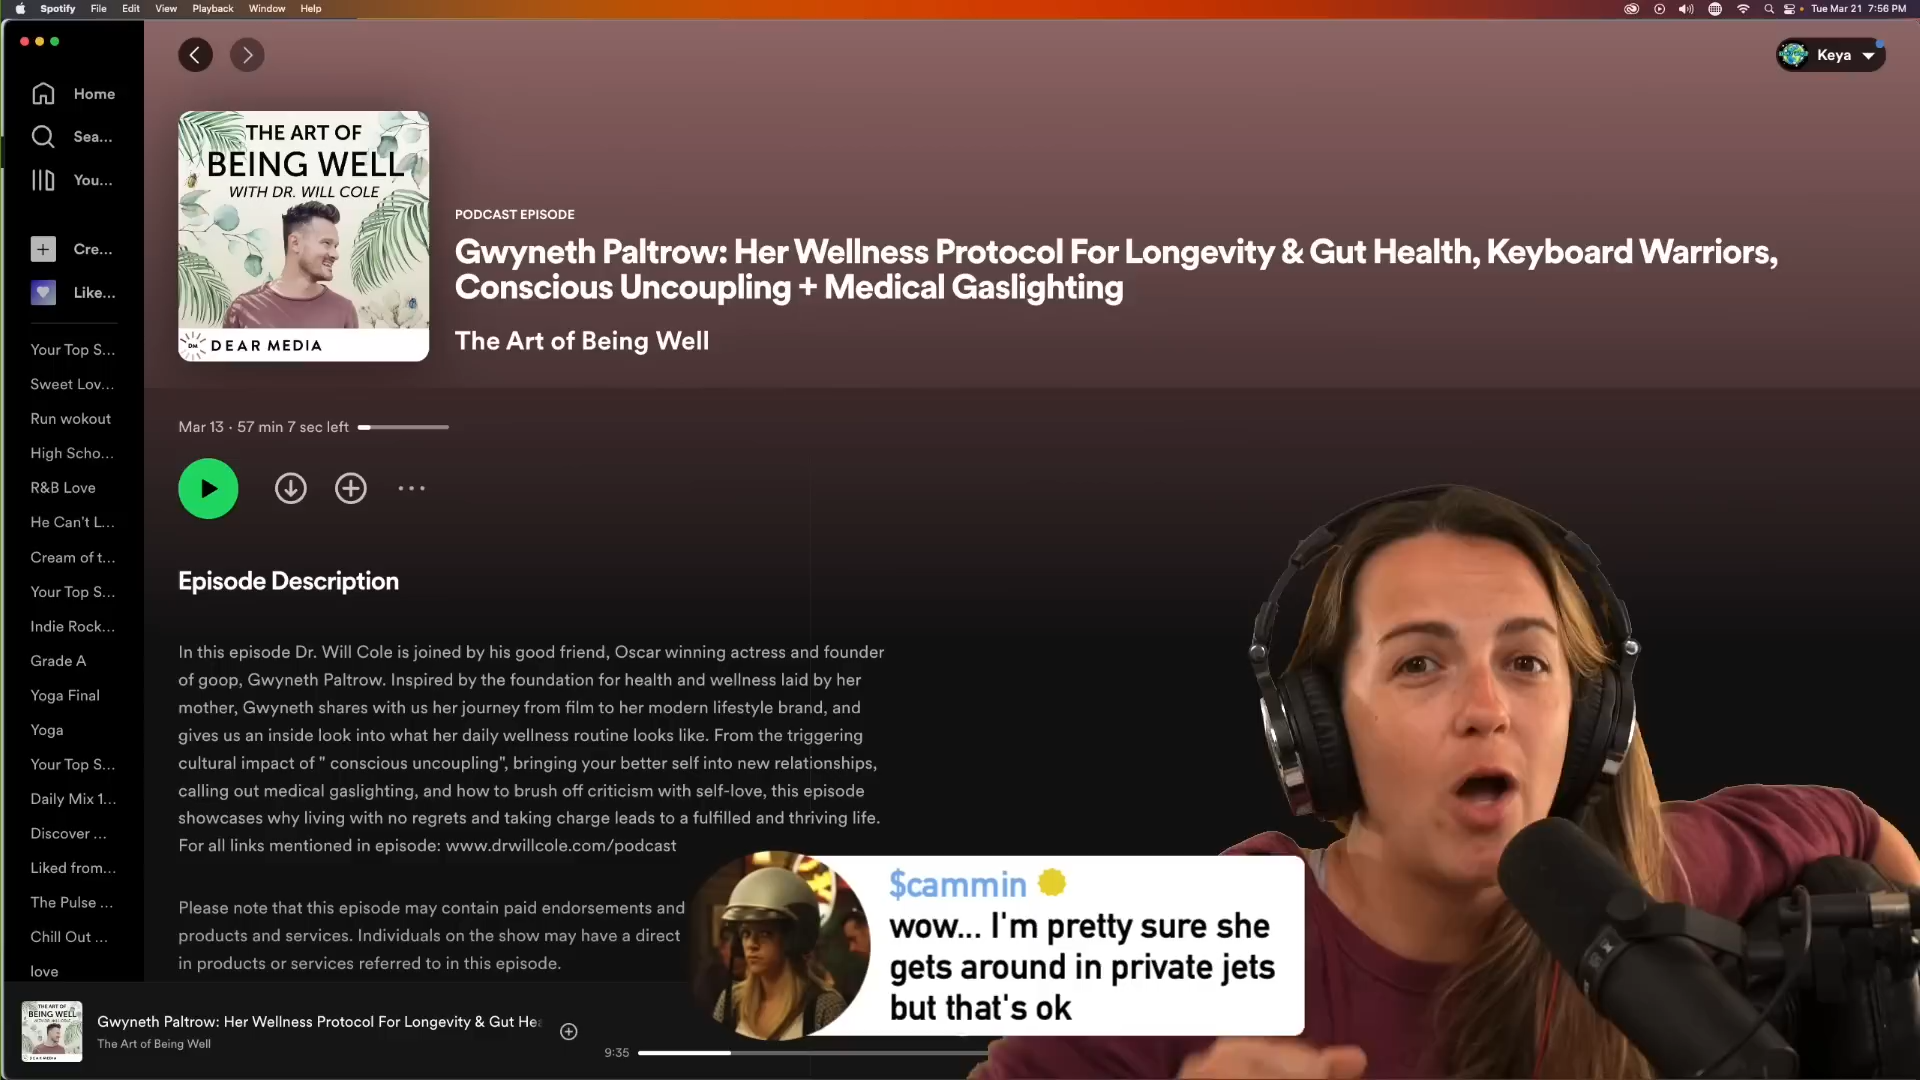 Spotify File Edit View Playback Window Help
Tue Mar 21 7:56 PM
Keya
Home
Sea...
You...
Cre...
Like...
Your Top S...
Sweet Lov...
Run wokout
High Scho...
R&B Love
He Can't L...
Cream of t...
Your Top S...
Indie Rock...
Grade A
Yoga Final
Yoga
Your Top S...
Daily Mix 1...
Discover ...
Liked from...
The Pulse ...
Chill Out ...
love
THE ART OF
BEING WELL
WITH DR. WILL COLE
DM DEAR MEDIA
PODCAST EPISODE
Gwyneth Paltrow: Her Wellness Protocol For Longevity & Gut Health, Keyboard Warriors,
Conscious Uncoupling + Medical Gaslighting
The Art of Being Well
Mar 13 · 57 min 7 sec left
Episode Description
In this episode Dr. Will Cole is joined by his good friend, Oscar winning actress and founder
of goop, Gwyneth Paltrow. Inspired by the foundation for health and wellness laid by her
mother, Gwyneth shares with us her journey from film to her modern lifestyle brand, and
gives us an inside look into what her daily wellness routine looks like. From the triggering
cultural impact of " conscious uncoupling", bringing your better self into new relationships,
calling out medical gaslighting, and how to brush off criticism with self-love, this episode
showcases why living with no regrets and taking charge leads to a fulfilled and thriving life.
For all links mentioned in episode: www.drwillcole.com/podcast
Please note that this episode may contain paid endorsements and
products and services. Individuals on the show may have a direct
in products or services referred to in this episode.
$cammin
wow... I'm pretty sure she
gets around in private jets
but that's ok
THE ART OF
BEING WELL
Gwyneth Paltrow: Her Wellness Protocol For Longevity & Gut He
The Art of Being Well
9:35